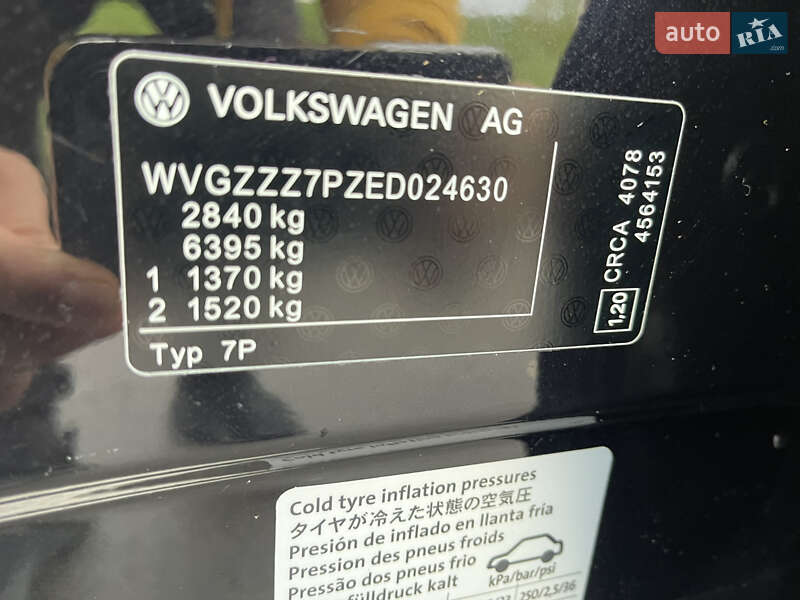 auto RIA
VOLKSWAGEN AG
WVGZZZ7PZED024630
2840 kg
6395 kg
1 1370 kg
2 1520 kg
Typ 7P
CRCA 4078
4564153
1,20
Cold tyre inflation pressures
タイヤが冷えた状態の空気圧
Presión de inflado en llanta fría
Pression des pneus froids
Pressão dos pneus frio
fülldruck kalt
kPa/bar/psi
250/2,5/36